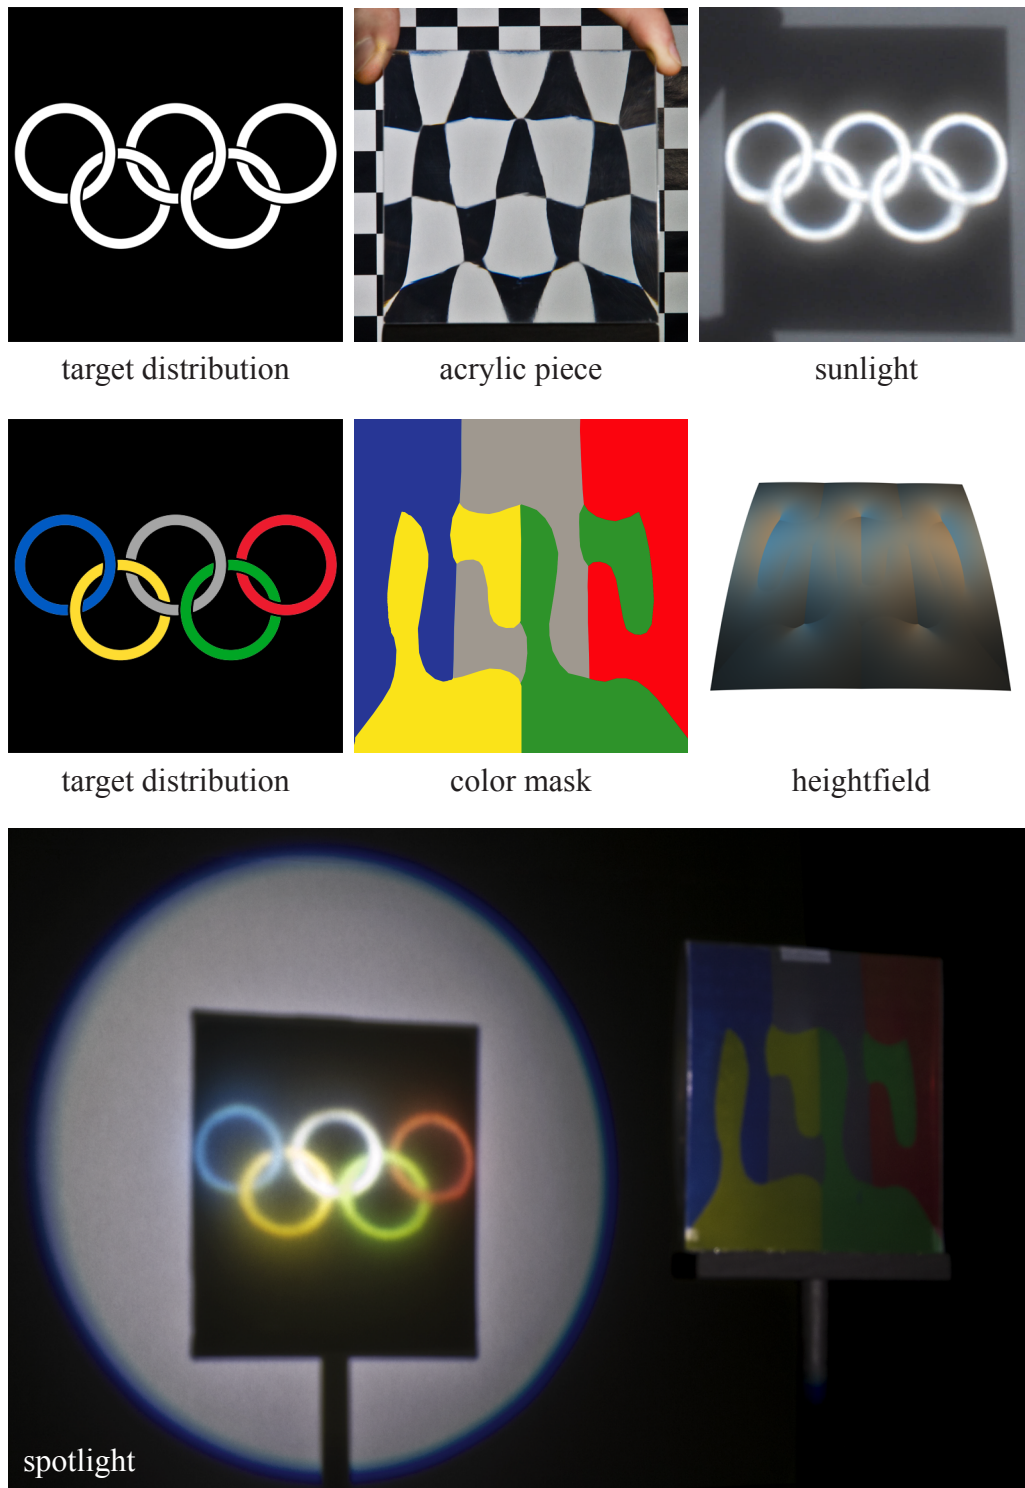 target distribution
acrylic piece
sunlight
target distribution
color mask
heightfield
spotlight